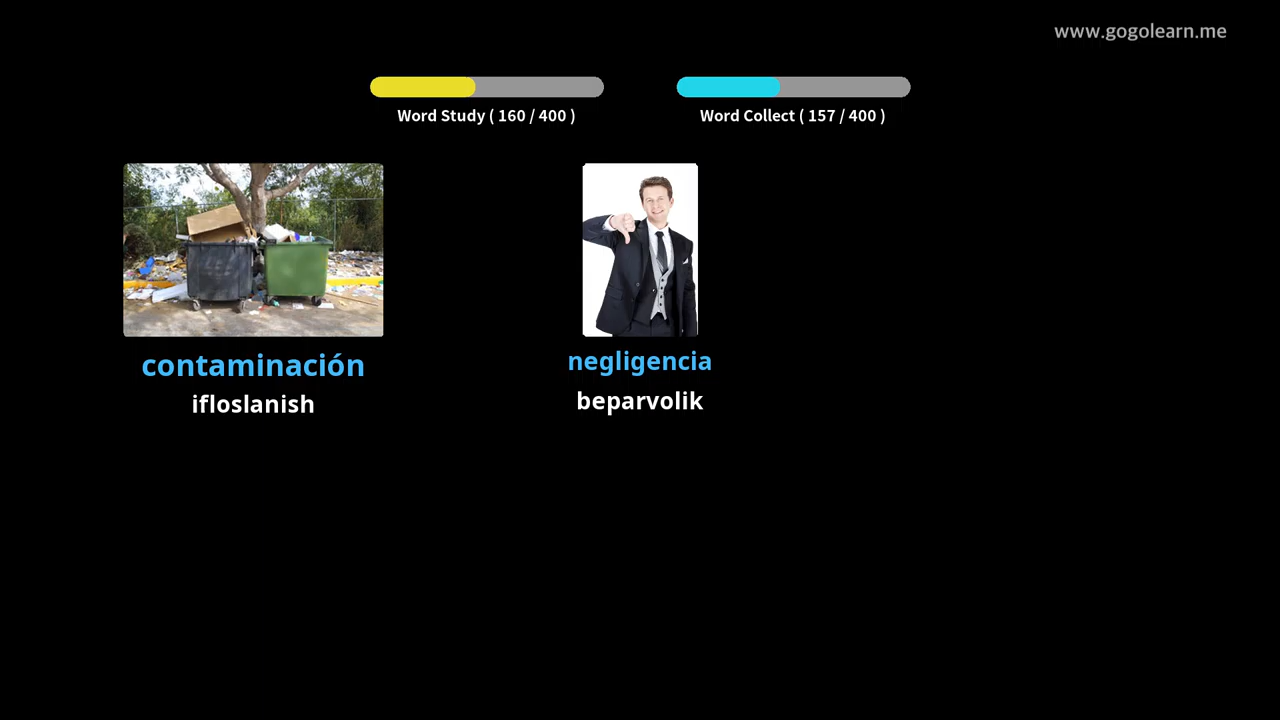 www.gogolearn.me
Word Study ( 160 / 400 )
Word Collect ( 157 / 400 )
contaminación
ifloslanish
negligencia
beparvolik